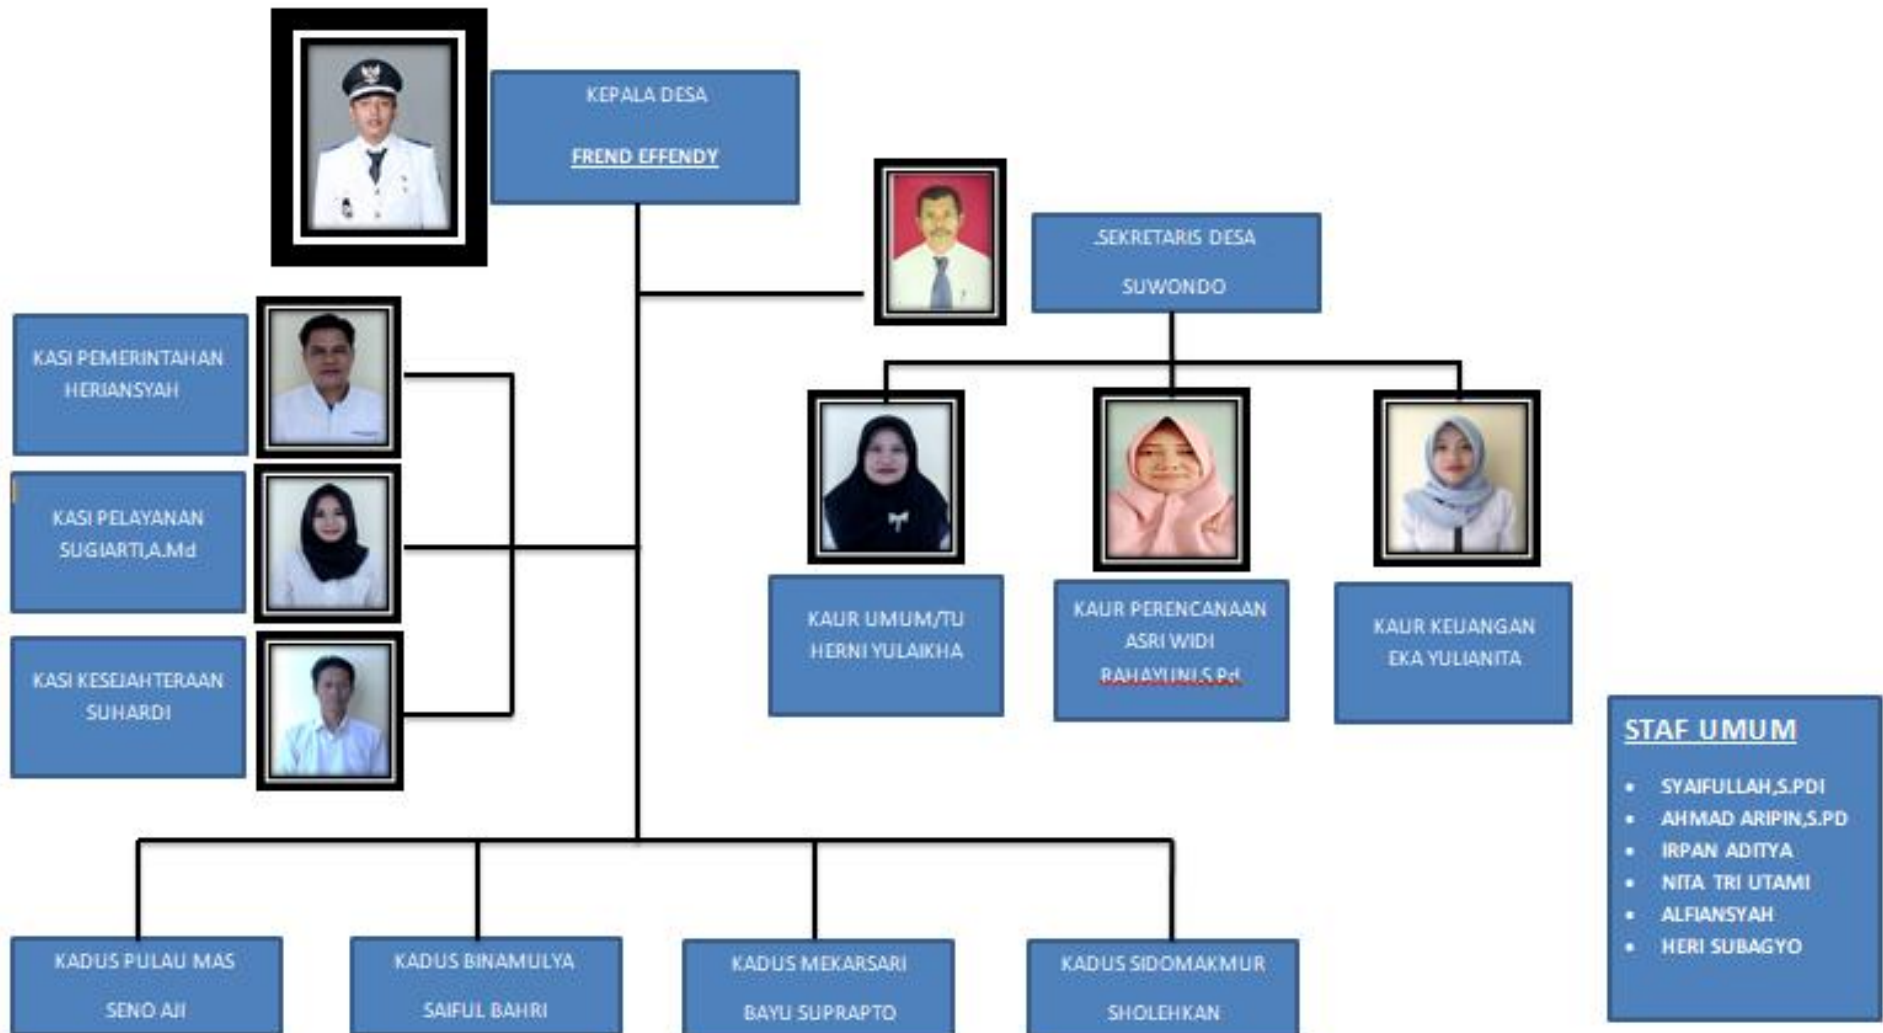 KEPALA DESA
FREND EFFENDY
.SEKRETARIS DESA
SUWONDO
KASI PEMERINTAHAN
HERIANSYAH
KASI PELAYANAN
SUGIARTI,A.Md
KASI KESEJAHTERAAN
SUHARDI
KAUR UMUM/TU
HERNI YULAIKHA
KAUR PERENCANAAN
ASRI WIDI
RAHAYUNI,S.Pd
KAUR KEUANGAN
EKA YULIANITA
STAF UMUM
• SYAIFULLAH,S.PDI
• AHMAD ARIPIN,S.PD
• IRPAN ADITYA
• NITA TRI UTAMI
• ALFIANSYAH
• HERI SUBAGYO
KADUS PULAU MAS
SENO AJI
KADUS BINAMULYA
SAIFUL BAHRI
KADUS MEKARSARI
BAYU SUPRAPTO
KADUS SIDOMAKMUR
SHOLEHKAN